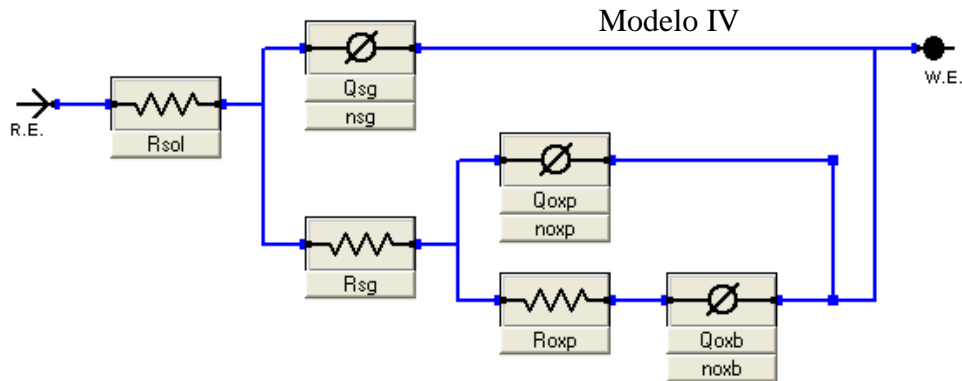 Modelo IV
Qsg
nsg
W.E.
R.E.
Rsol
Qoxp
noxp
Rsg
Roxp
Qoxb
noxb